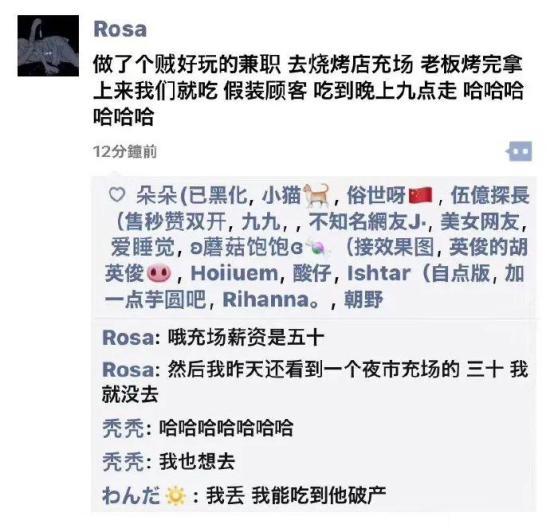 Rosa
做了个贼好玩的兼职 去烧烤店充场 老板烤完拿
上来我们就吃 假装顾客 吃到晚上九点走 哈哈哈
哈哈哈
12分鐘前
♡ 朵朵(已黑化, 小猫🐈, 俗世呀🇨🇳, 伍億探長
（售秒赞双开, 九九, , 不知名網友J·, 美女网友,
爱睡觉, ʚ蘑菇饱饱ɞ🍬（接效果图, 英俊的胡
英俊🐽, Hoiiuem, 酸仔, Ishtar（自点版, 加
一点芋圆吧, Rihanna。, 朝野
Rosa: 哦充场薪资是五十
Rosa: 然后我昨天还看到一个夜市充场的 三十 我
就没去
秃秃: 哈哈哈哈哈哈哈
秃秃: 我也想去
わんだ☀️: 我丢 我能吃到他破产